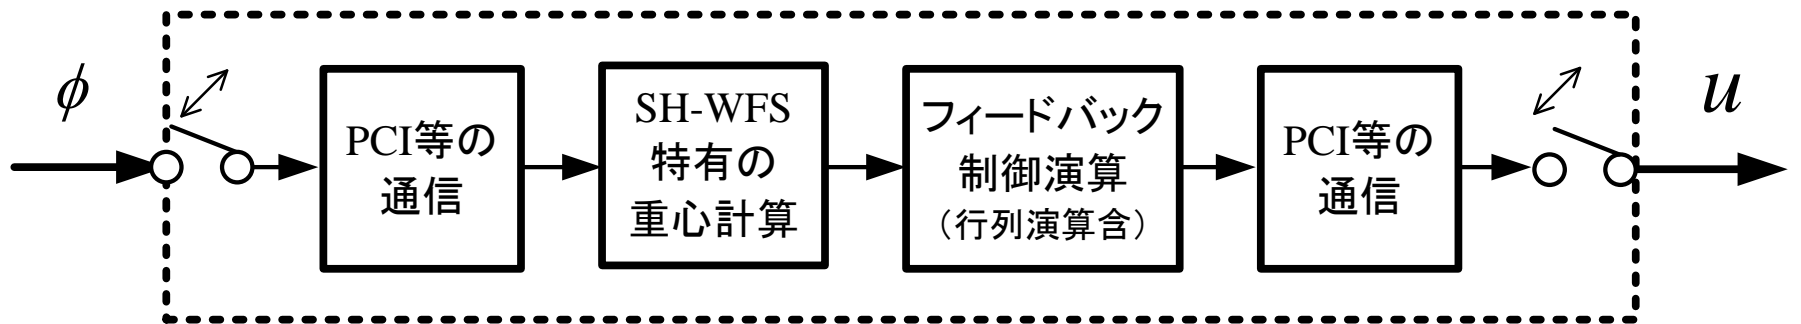 ϕ
PCI等の
通信
SH-WFS
特有の
重心計算
フィードバック
制御演算
（行列演算含）
PCI等の
通信
u